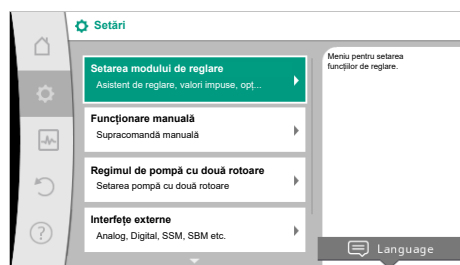 Setări
Setarea modului de reglare
Asistent de reglare, valori impuse, opț...
Funcționare manuală
Supracomandă manuală
Regimul de pompă cu două rotoare
Setarea pompă cu două rotoare
Interfețe externe
Analog, Digital, SSM, SBM etc.
Meniu pentru setarea
funcțiilor de reglare.
Language